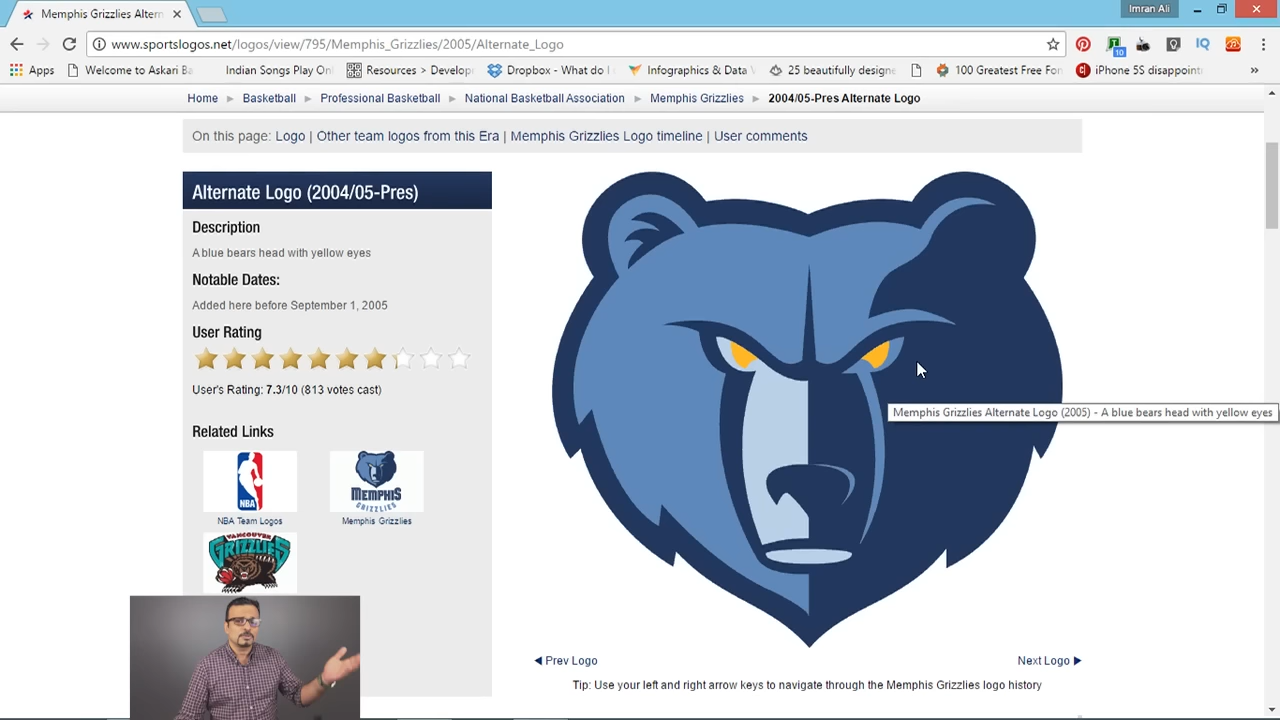 Memphis Grizzlies Altern
Imran Ali
www.sportslogos.net/logos/view/795/Memphis_Grizzlies/2005/Alternate_Logo
10
Apps Welcome to Askari Ba Indian Songs Play On Resources > Develop Dropbox - What do I Infographics & Data V 25 beautifully designe 100 Greatest Free Fon iPhone 5S disappoint »
Home ▶ Basketball ▶ Professional Basketball ▶ National Basketball Association ▶ Memphis Grizzlies ▶ 2004/05-Pres Alternate Logo
On this page: Logo | Other team logos from this Era | Memphis Grizzlies Logo timeline | User comments
Alternate Logo (2004/05-Pres)
Description
A blue bears head with yellow eyes
Notable Dates:
Added here before September 1, 2005
User Rating
User's Rating: 7.3/10 (813 votes cast)
Memphis Grizzlies Alternate Logo (2005) - A blue bears head with yellow eyes
Related Links
NBA
MEMPHIS
GRIZZLIES
NBA Team Logos
Memphis Grizzlies
VANCOUVER
GRIZZLIES
◀ Prev Logo
Next Logo ▶
Tip: Use your left and right arrow keys to navigate through the Memphis Grizzlies logo history